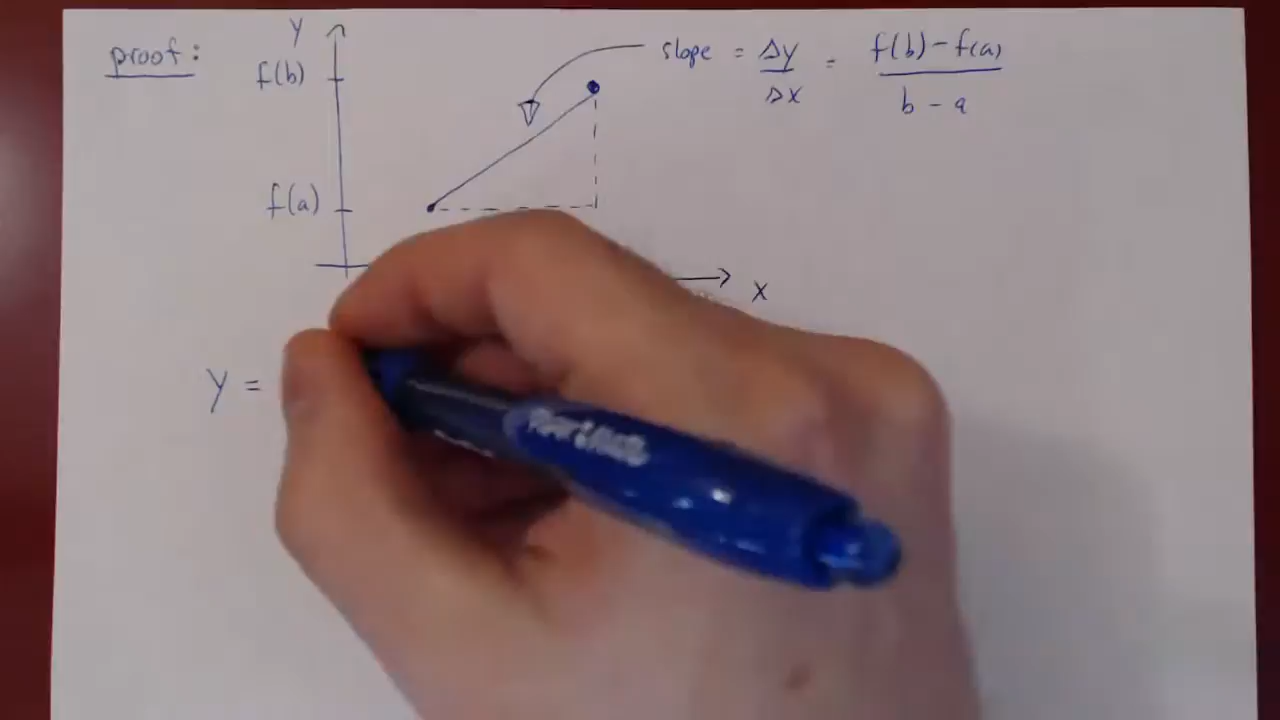 proof:
y
f(b)
slope = Δy / Δx = f(b) - f(a) / b - a
f(a)
x
y =